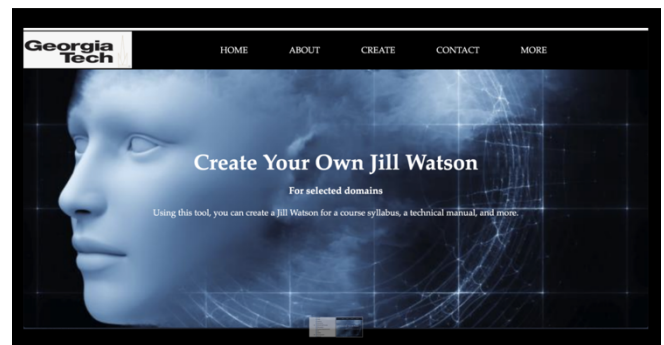 Georgia
Tech
HOME ABOUT CREATE CONTACT MORE
Create Your Own Jill Watson
For selected domains
Using this tool, you can create a Jill Watson for a course syllabus, a technical manual, and more.